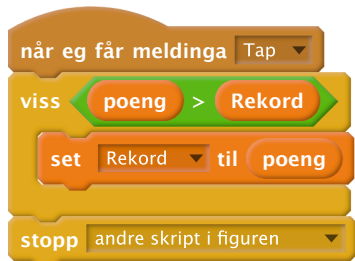 når eg får meldinga Tap
viss poeng > Rekord
set Rekord til poeng
stopp andre skript i figuren